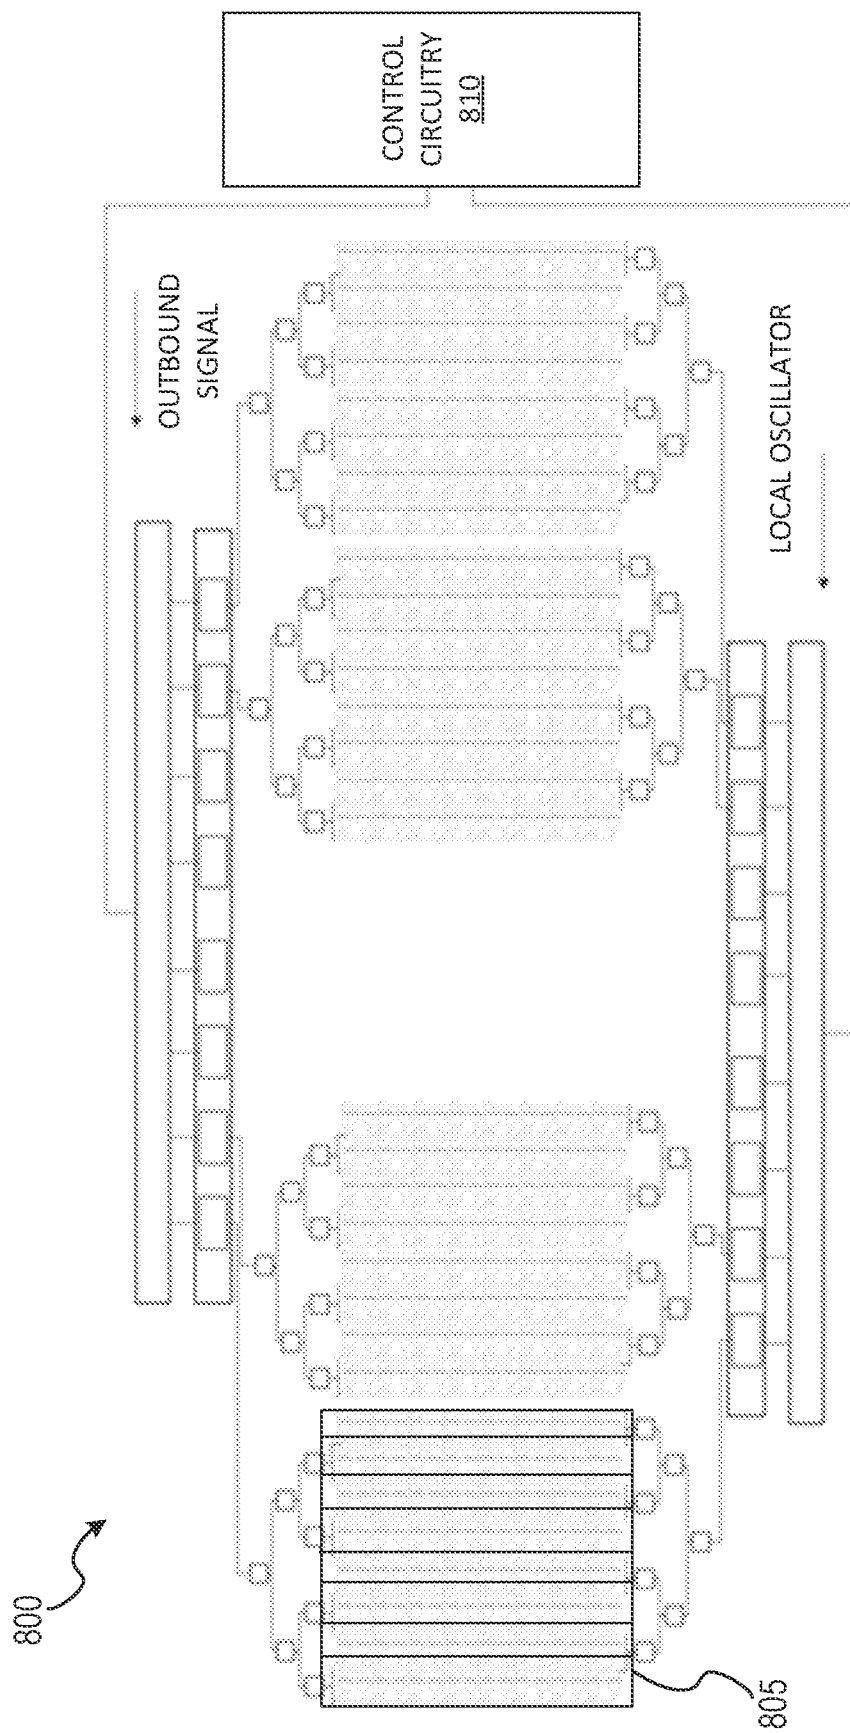 CONTROL
CIRCUITRY
810
OUTBOUND
SIGNAL
LOCAL OSCILLATOR
800
805